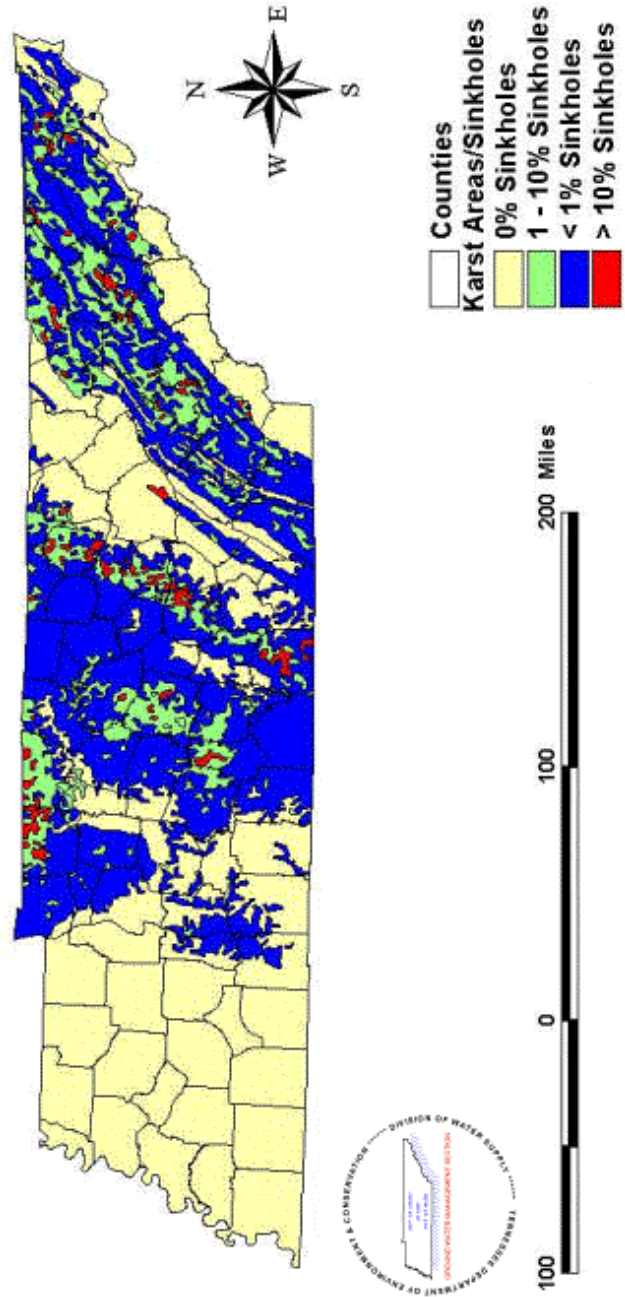 N
W E
S
Counties
Karst Areas/Sinkholes
0% Sinkholes
1 - 10% Sinkholes
< 1% Sinkholes
> 10% Sinkholes
100 0 100 200 Miles
TENNESSEE DEPARTMENT OF ENVIRONMENT & CONSERVATION
DIVISION OF WATER SUPPLY
GROUND WATER MANAGEMENT SECTION